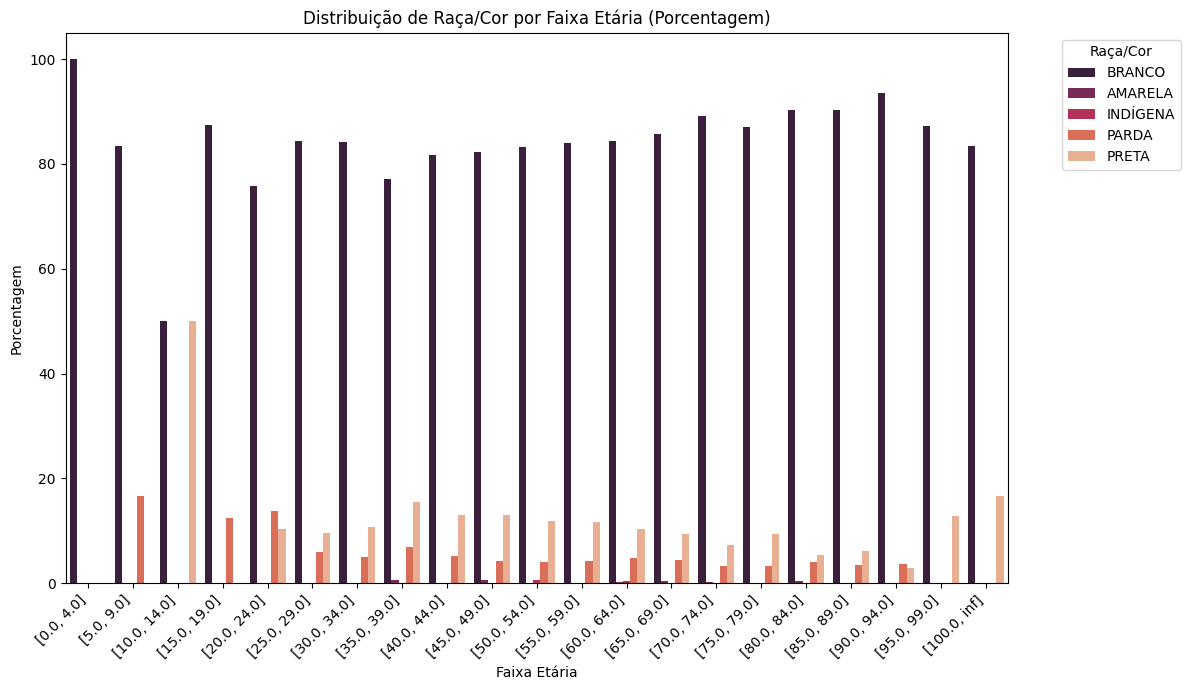 Distribuição de Raça/Cor por Faixa Etária (Porcentagem)
Raça/Cor
BRANCO
AMARELA
INDÍGENA
PARDA
PRETA
Porcentagem
100
80
60
40
20
0
[0.0, 4.0]
[5.0, 9.0]
[10.0, 14.0]
[15.0, 19.0]
[20.0, 24.0]
[25.0, 29.0]
[30.0, 34.0]
[35.0, 39.0]
[40.0, 44.0]
[45.0, 49.0]
[50.0, 54.0]
[55.0, 59.0]
[60.0, 64.0]
[65.0, 69.0]
[70.0, 74.0]
[75.0, 79.0]
[80.0, 84.0]
[85.0, 89.0]
[90.0, 94.0]
[95.0, 99.0]
[100.0, inf]
Faixa Etária